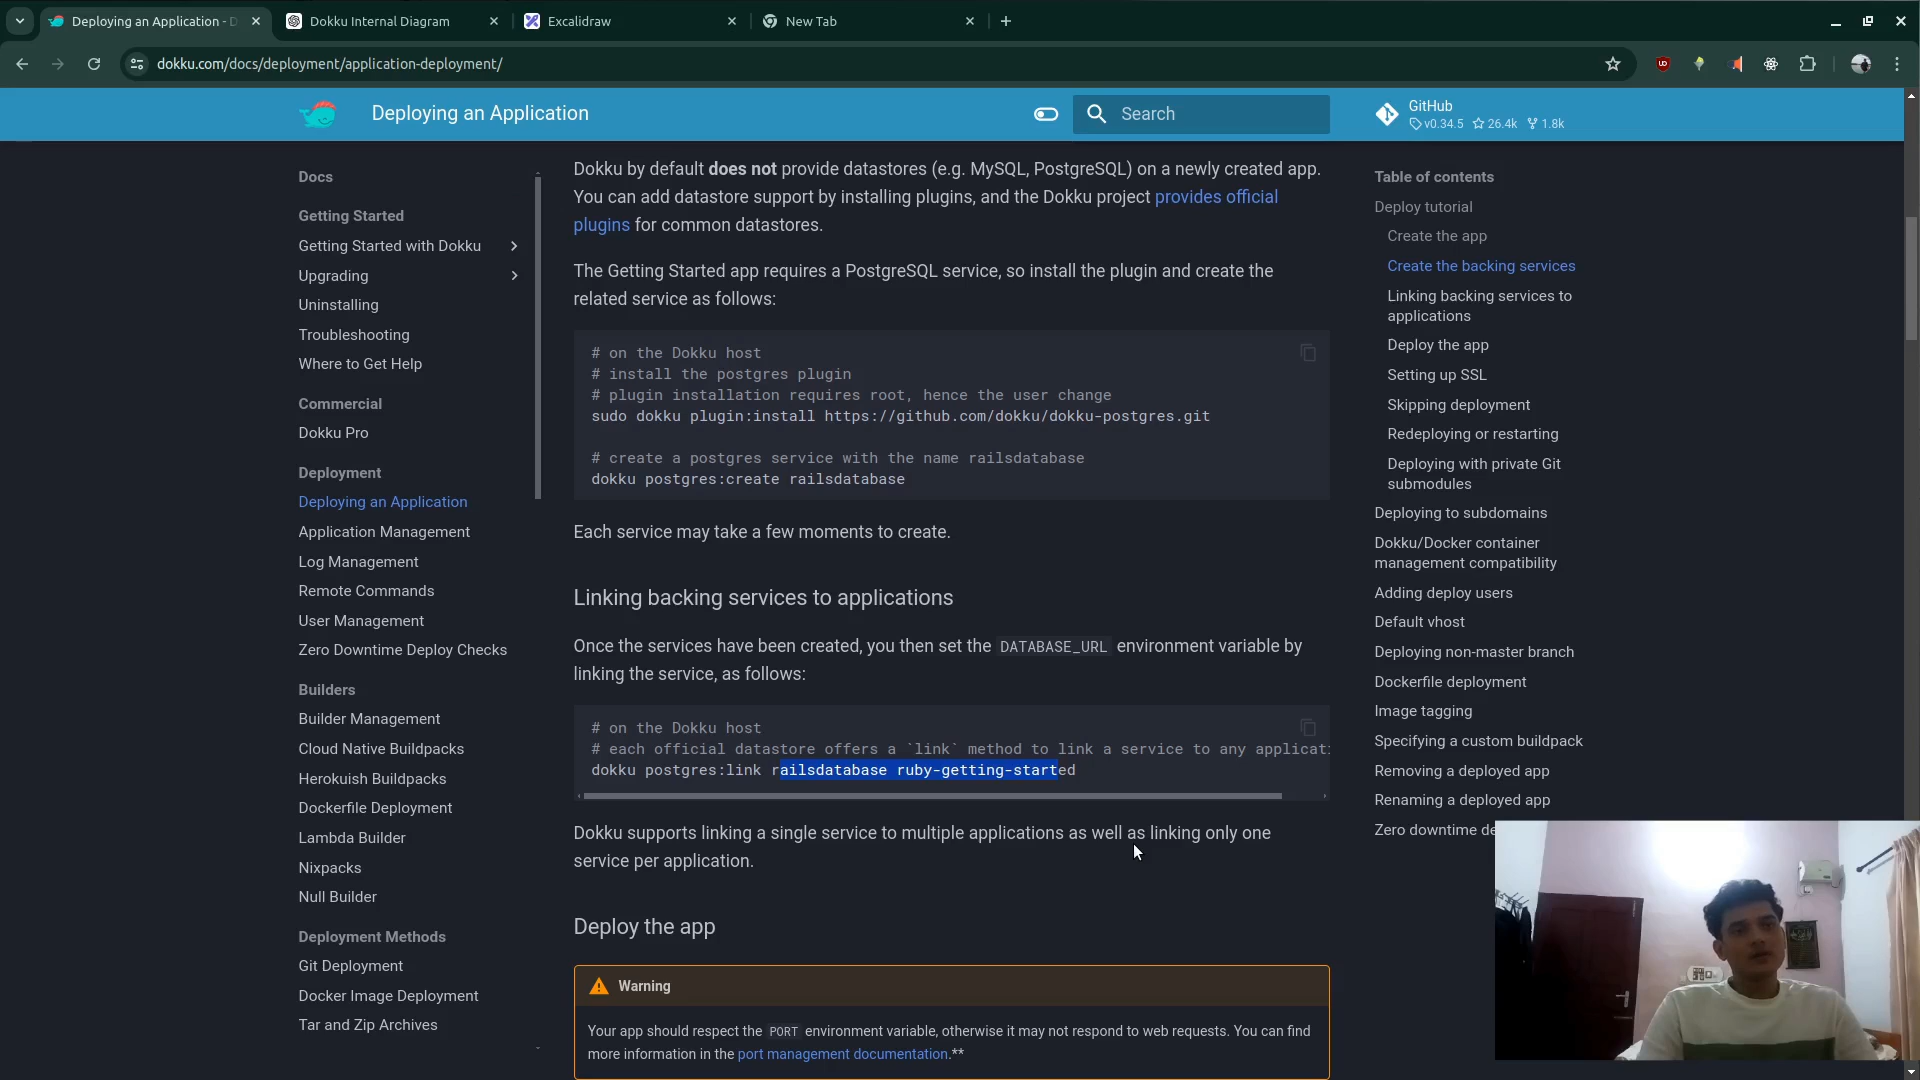 Deploying an Application - D
Dokku Internal Diagram
Excalidraw
New Tab
dokku.com/docs/deployment/application-deployment/
Deploying an Application
Search
GitHub
v0.34.5 26.4k 1.8k
Docs
Getting Started
Getting Started with Dokku
Upgrading
Uninstalling
Troubleshooting
Where to Get Help
Commercial
Dokku Pro
Deployment
Deploying an Application
Application Management
Log Management
Remote Commands
User Management
Zero Downtime Deploy Checks
Builders
Builder Management
Cloud Native Buildpacks
Herokuish Buildpacks
Dockerfile Deployment
Lambda Builder
Nixpacks
Null Builder
Deployment Methods
Git Deployment
Docker Image Deployment
Tar and Zip Archives
Dokku by default does not provide datastores (e.g. MySQL, PostgreSQL) on a newly created app.
You can add datastore support by installing plugins, and the Dokku project provides official
plugins for common datastores.
The Getting Started app requires a PostgreSQL service, so install the plugin and create the
related service as follows:
# on the Dokku host
# install the postgres plugin
# plugin installation requires root, hence the user change
sudo dokku plugin:install https://github.com/dokku/dokku-postgres.git
# create a postgres service with the name railsdatabase
dokku postgres:create railsdatabase
Each service may take a few moments to create.
Linking backing services to applications
Once the services have been created, you then set the DATABASE_URL environment variable by
linking the service, as follows:
# on the Dokku host
# each official datastore offers a `link` method to link a service to any applicati
dokku postgres:link railsdatabase ruby-getting-started
Dokku supports linking a single service to multiple applications as well as linking only one
service per application.
Deploy the app
Warning
Your app should respect the PORT environment variable, otherwise it may not respond to web requests. You can find
more information in the port management documentation.**
Table of contents
Deploy tutorial
Create the app
Create the backing services
Linking backing services to
applications
Deploy the app
Setting up SSL
Skipping deployment
Redeploying or restarting
Deploying with private Git
submodules
Deploying to subdomains
Dokku/Docker container
management compatibility
Adding deploy users
Default vhost
Deploying non-master branch
Dockerfile deployment
Image tagging
Specifying a custom buildpack
Removing a deployed app
Renaming a deployed app
Zero downtime de